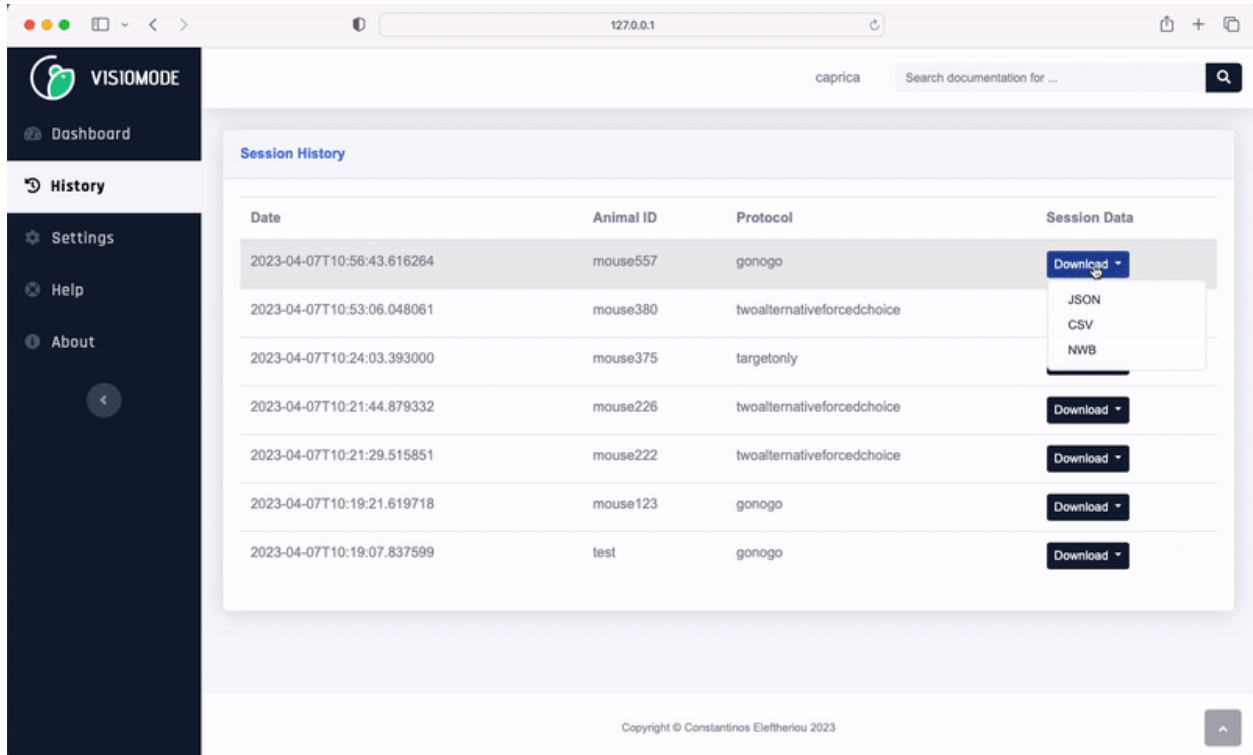 127.0.0.1
VISIOMODE
caprica
Search documentation for ...
Dashboard
History
Settings
Help
About
Session History
Date Animal ID Protocol Session Data
2023-04-07T10:56:43.616264 mouse557 gonogo Download
JSON
CSV
NWB
2023-04-07T10:53:06.048061 mouse380 twoalternativeforcedchoice
2023-04-07T10:24:03.393000 mouse375 targetonly
2023-04-07T10:21:44.879332 mouse226 twoalternativeforcedchoice Download
2023-04-07T10:21:29.515851 mouse222 twoalternativeforcedchoice Download
2023-04-07T10:19:21.619718 mouse123 gonogo Download
2023-04-07T10:19:07.837599 test gonogo Download
Copyright © Constantinos Eleftheriou 2023